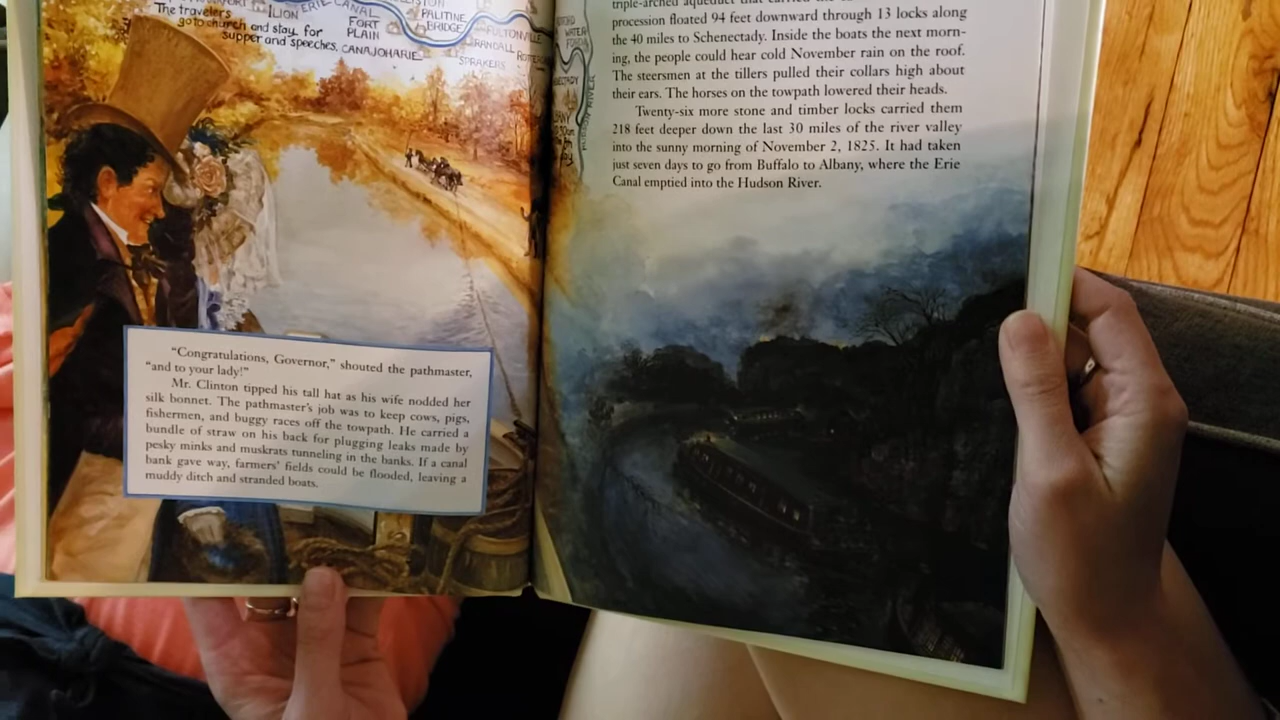 ILION
ERIE CANAL
FORT
PLAIN
PALITINE
BRIDGE
FULTONVILLE
RANDALL
SPRAKERS
CANAJOHARIE
The travelers
go to church and stay for
supper and speeches.
WATER
FORD
HUDSON RIVER
"Congratulations, Governor," shouted the pathmaster,
"and to your lady!"
Mr. Clinton tipped his tall hat as his wife nodded her
silk bonnet. The pathmaster's job was to keep cows, pigs,
fishermen, and buggy races off the towpath. He carried a
bundle of straw on his back for plugging leaks made by
pesky minks and muskrats tunneling in the banks. If a canal
bank gave way, farmers' fields could be flooded, leaving a
muddy ditch and stranded boats.
triple-arched aqueduct that carried the
procession floated 94 feet downward through 13 locks along
the 40 miles to Schenectady. Inside the boats the next morn-
ing, the people could hear cold November rain on the roof.
The steersmen at the tillers pulled their collars high about
their ears. The horses on the towpath lowered their heads.
Twenty-six more stone and timber locks carried them
218 feet deeper down the last 30 miles of the river valley
into the sunny morning of November 2, 1825. It had taken
just seven days to go from Buffalo to Albany, where the Erie
Canal emptied into the Hudson River.